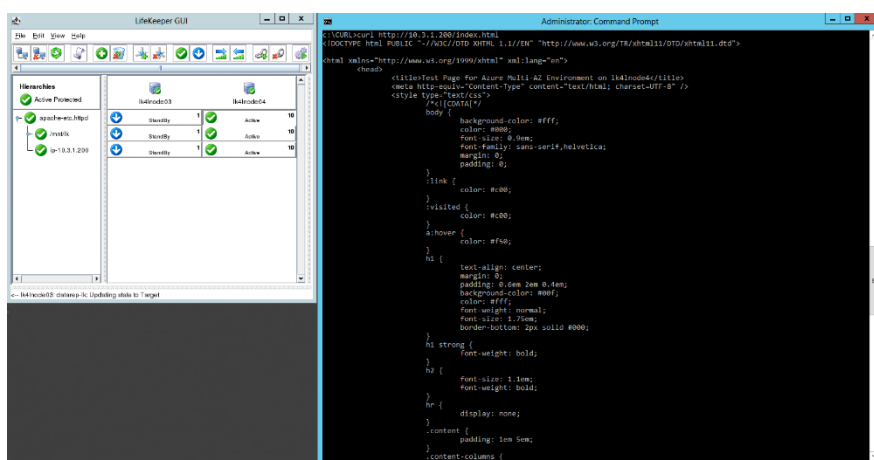 LifeKeeper GUI
File Edit View Help
Hierarchies
Active Protected
lk4lnode03
lk4lnode04
apache-etc.httpd
StandBy 1
Active 10
/mnt/lk
StandBy 1
Active 10
ip-10.3.1.200
StandBy 1
Active 10
<-- lk4lnode03: datarep-lk: Updating state to Target
Administrator: Command Prompt
c:\CURL>curl http://10.3.1.200/index.html
<!DOCTYPE html PUBLIC "-//W3C//DTD XHTML 1.1//EN" "http://www.w3.org/TR/xhtml11/DTD/xhtml11.dtd">
<html xmlns="http://www.w3.org/1999/xhtml" xml:lang="en">
<head>
<title>Test Page for Azure Multi-AZ Environment on lk4lnode4</title>
<meta http-equiv="Content-Type" content="text/html; charset=UTF-8" />
<style type="text/css">
/*<![CDATA[*/
body {
background-color: #fff;
color: #000;
font-size: 0.9em;
font-family: sans-serif,helvetica;
margin: 0;
padding: 0;
}
:link {
color: #c00;
}
:visited {
color: #c00;
}
a:hover {
color: #f50;
}
h1 {
text-align: center;
margin: 0;
padding: 0.6em 2em 0.4em;
background-color: #00f;
color: #fff;
font-weight: normal;
font-size: 1.75em;
border-bottom: 2px solid #000;
}
h1 strong {
font-weight: bold;
}
h2 {
font-size: 1.1em;
font-weight: bold;
}
hr {
display: none;
}
.content {
padding: 1em 5em;
}
.content-columns {